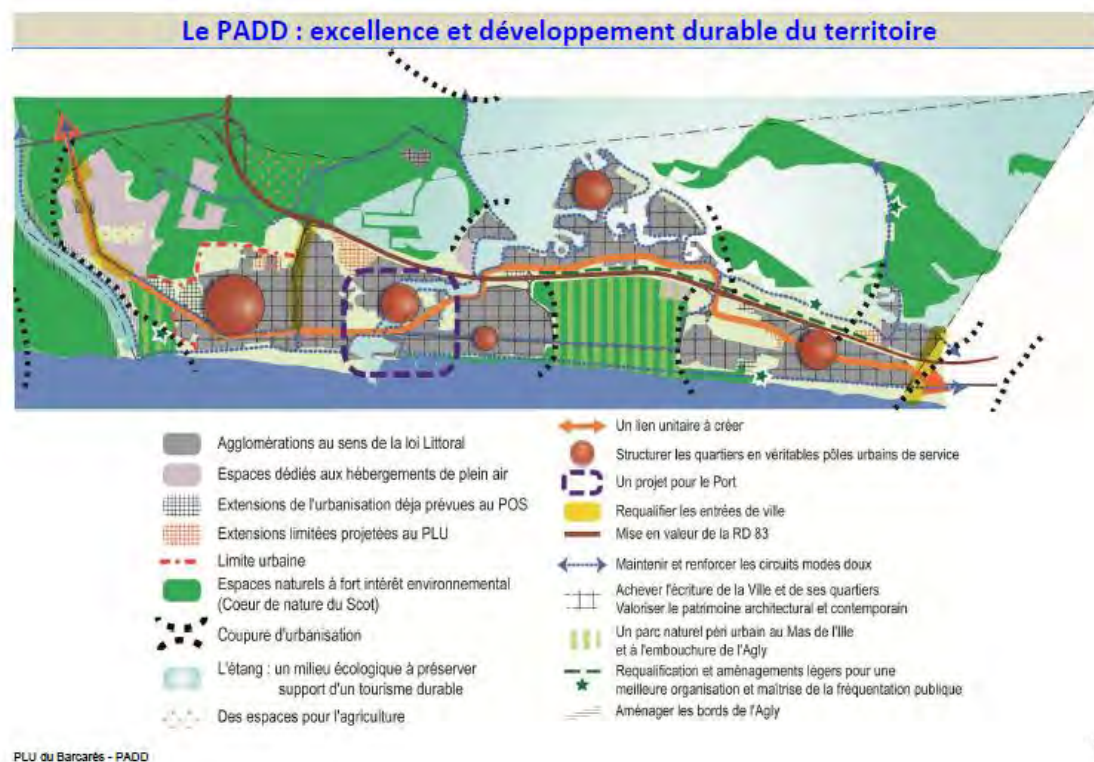 Le PADD : excellence et développement durable du territoire
Agglomérations au sens de la loi Littoral
Espaces dédiés aux hébergements de plein air
Extensions de l'urbanisation déja prévues au POS
Extensions limitées projetées au PLU
Limite urbaine
Espaces naturels à fort intérêt environnemental
(Coeur de nature du Scot)
Coupure d'urbanisation
L'étang : un milieu écologique à préserver
support d'un tourisme durable
Des espaces pour l'agriculture
Un lien unitaire à créer
Structurer les quartiers en véritables pôles urbains de service
Un projet pour le Port
Requalifier les entrées de ville
Mise en valeur de la RD 83
Maintenir et renforcer les circuits modes doux
Achever l'écriture de la Ville et de ses quartiers
Valoriser le patrimoine architectural et contemporain
Un parc naturel péri urbain au Mas de l'Ille
et à l'embouchure de l'Agly
Requalification et aménagements légers pour une
meilleure organisation et maîtrise de la fréquentation publique
Aménager les bords de l'Agly
PLU du Barcarès - PADD